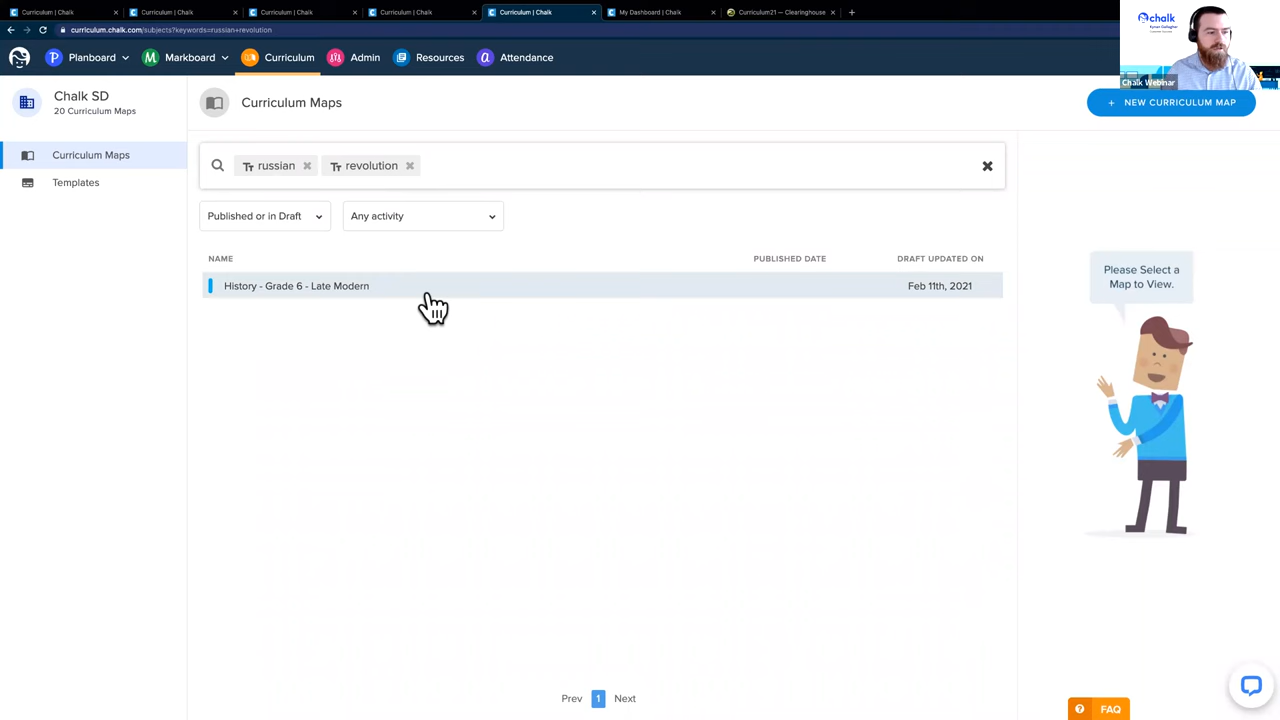 Curriculum | Chalk
Curriculum | Chalk
Curriculum | Chalk
Curriculum | Chalk
Curriculum | Chalk
My Dashboard | Chalk
Curriculum21 — Clearinghouse
curriculum.chalk.com/subjects?keywords=russian+revolution
chalk
Chalk Webinar
Planboard
Markboard
Curriculum
Admin
Resources
Attendance
Chalk SD
20 Curriculum Maps
Curriculum Maps
+ NEW CURRICULUM MAP
Curriculum Maps
Templates
russian
revolution
Published or in Draft
Any activity
NAME
PUBLISHED DATE
DRAFT UPDATED ON
History - Grade 6 - Late Modern
Feb 11th, 2021
Please Select a
Map to View.
Prev 1 Next
? FAQ